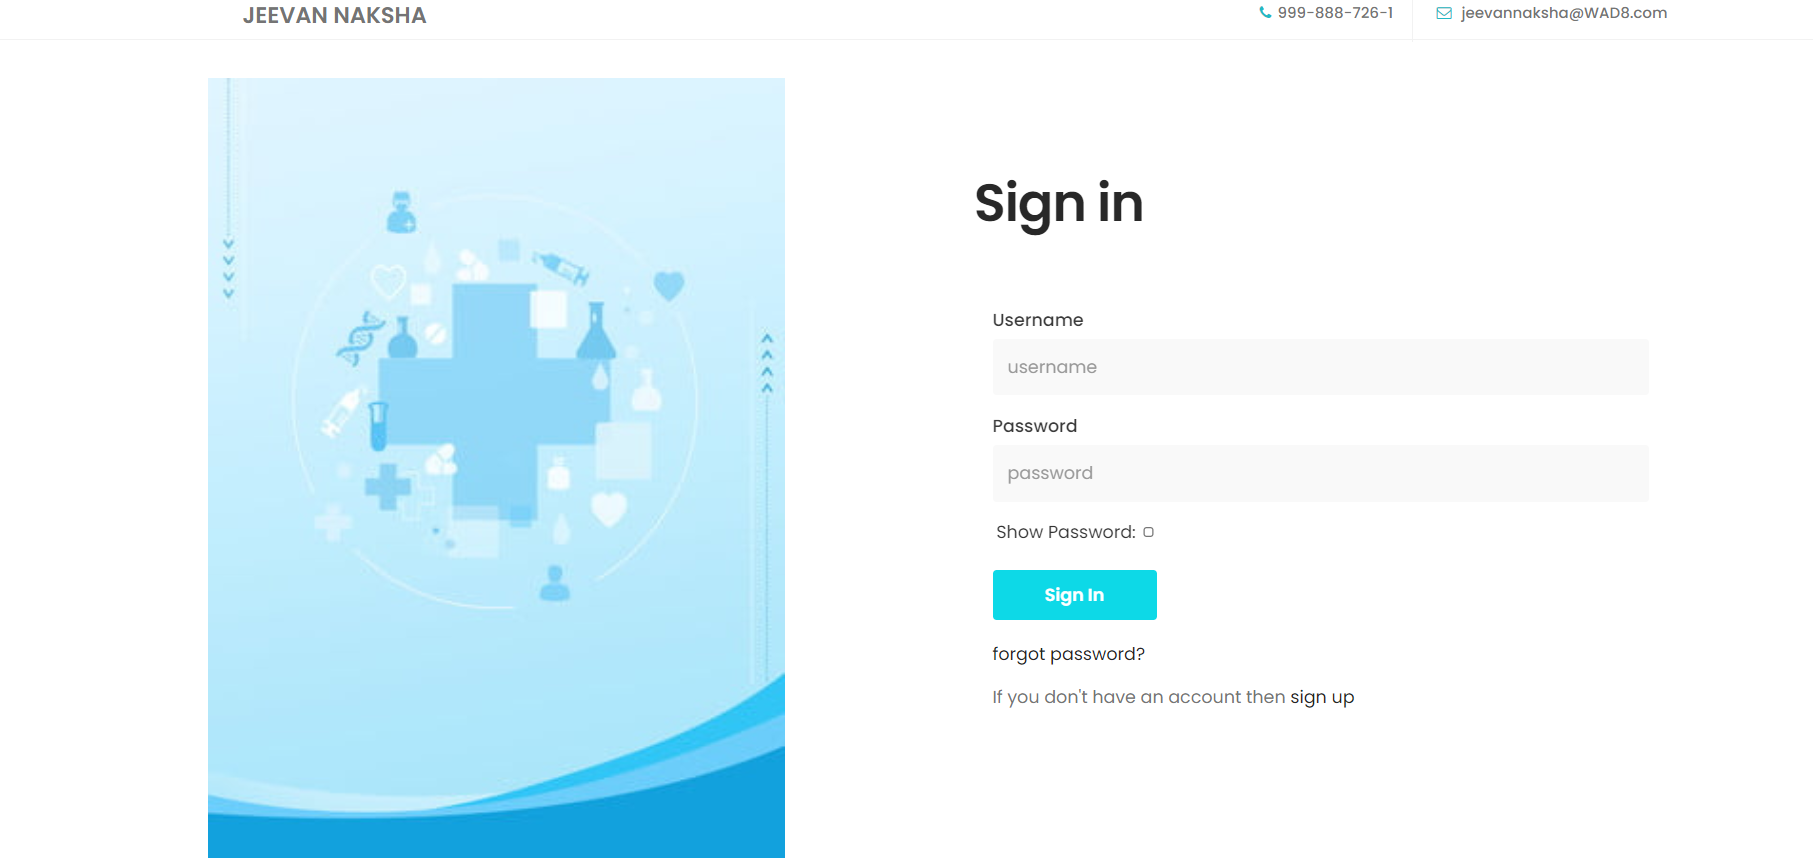 JEEVAN NAKSHA
999-888-726-1
jeevannaksha@WAD8.com
Sign in
Username
username
Password
password
Show Password:
Sign In
forgot password?
If you don't have an account then sign up